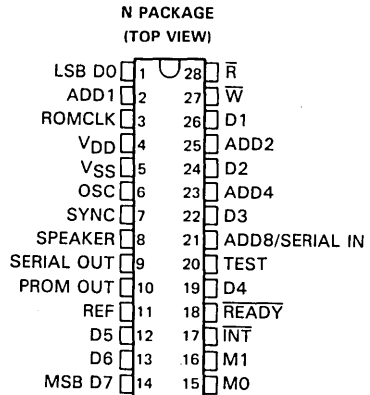 N PACKAGE
(TOP VIEW)
LSB D0 1 28 R̅
ADD1 2 27 W̅
ROMCLK 3 26 D1
VDD 4 25 ADD2
VSS 5 24 D2
OSC 6 23 ADD4
SYNC 7 22 D3
SPEAKER 8 21 ADD8/SERIAL IN
SERIAL OUT 9 20 TEST
PROM OUT 10 19 D4
REF 11 18 R̅E̅A̅D̅Y̅
D5 12 17 I̅N̅T̅
D6 13 16 M1
MSB D7 14 15 M0